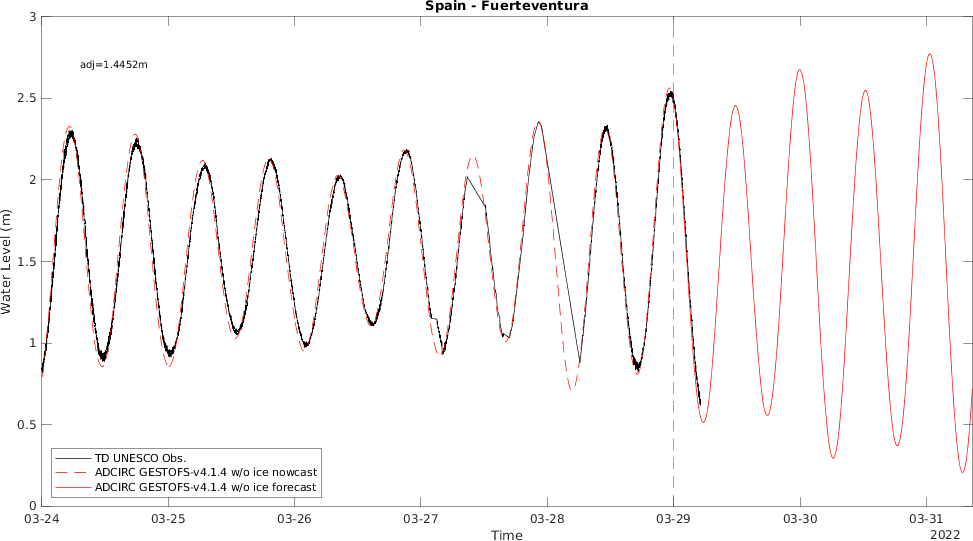 Spain - Fuerteventura
adj=1.4452m
Water Level (m)
3
2.5
2
1.5
1
0.5
0
TD UNESCO Obs.
ADCIRC GESTOFS-v4.1.4 w/o ice nowcast
ADCIRC GESTOFS-v4.1.4 w/o ice forecast
03-24 03-25 03-26 03-27 03-28 03-29 03-30 03-31
Time
2022